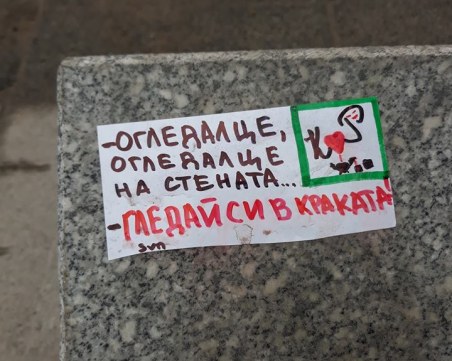 -ОГЛЕДАЛЦЕ,
ОГЛЕДАЛЦЕ
НА СТЕНАТА...
-ГЛЕДАЙ СИ В КРАКАТА!